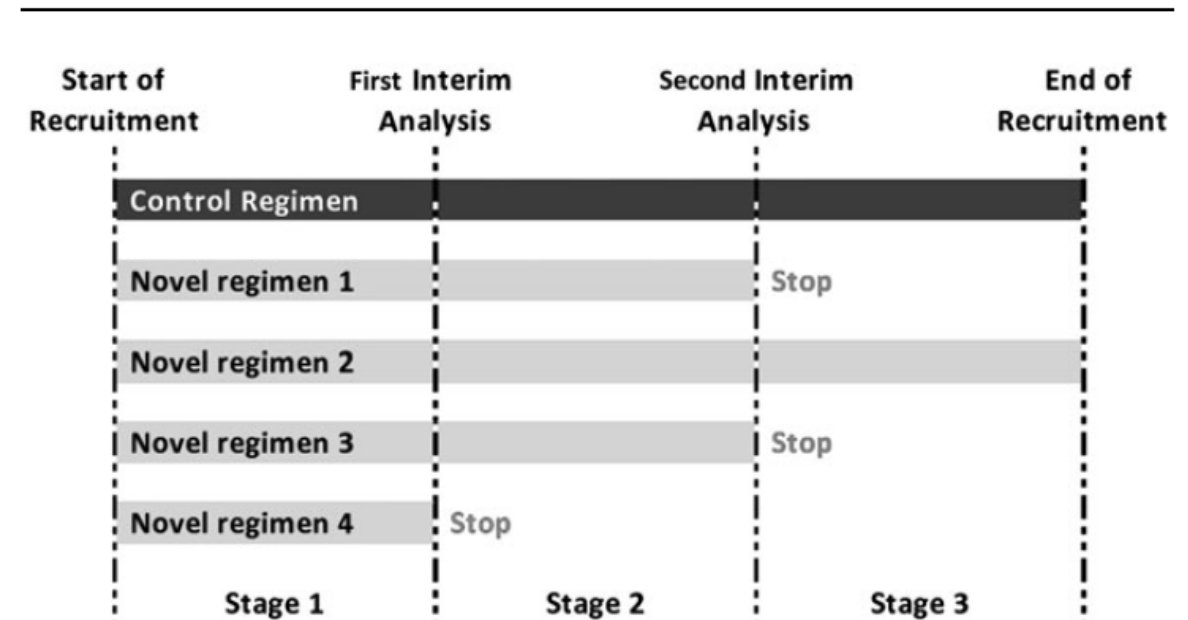 Start of
Recruitment
First Interim
Analysis
Second Interim
Analysis
End of
Recruitment
Control Regimen
Novel regimen 1
Stop
Novel regimen 2
Novel regimen 3
Stop
Novel regimen 4
Stop
Stage 1
Stage 2
Stage 3